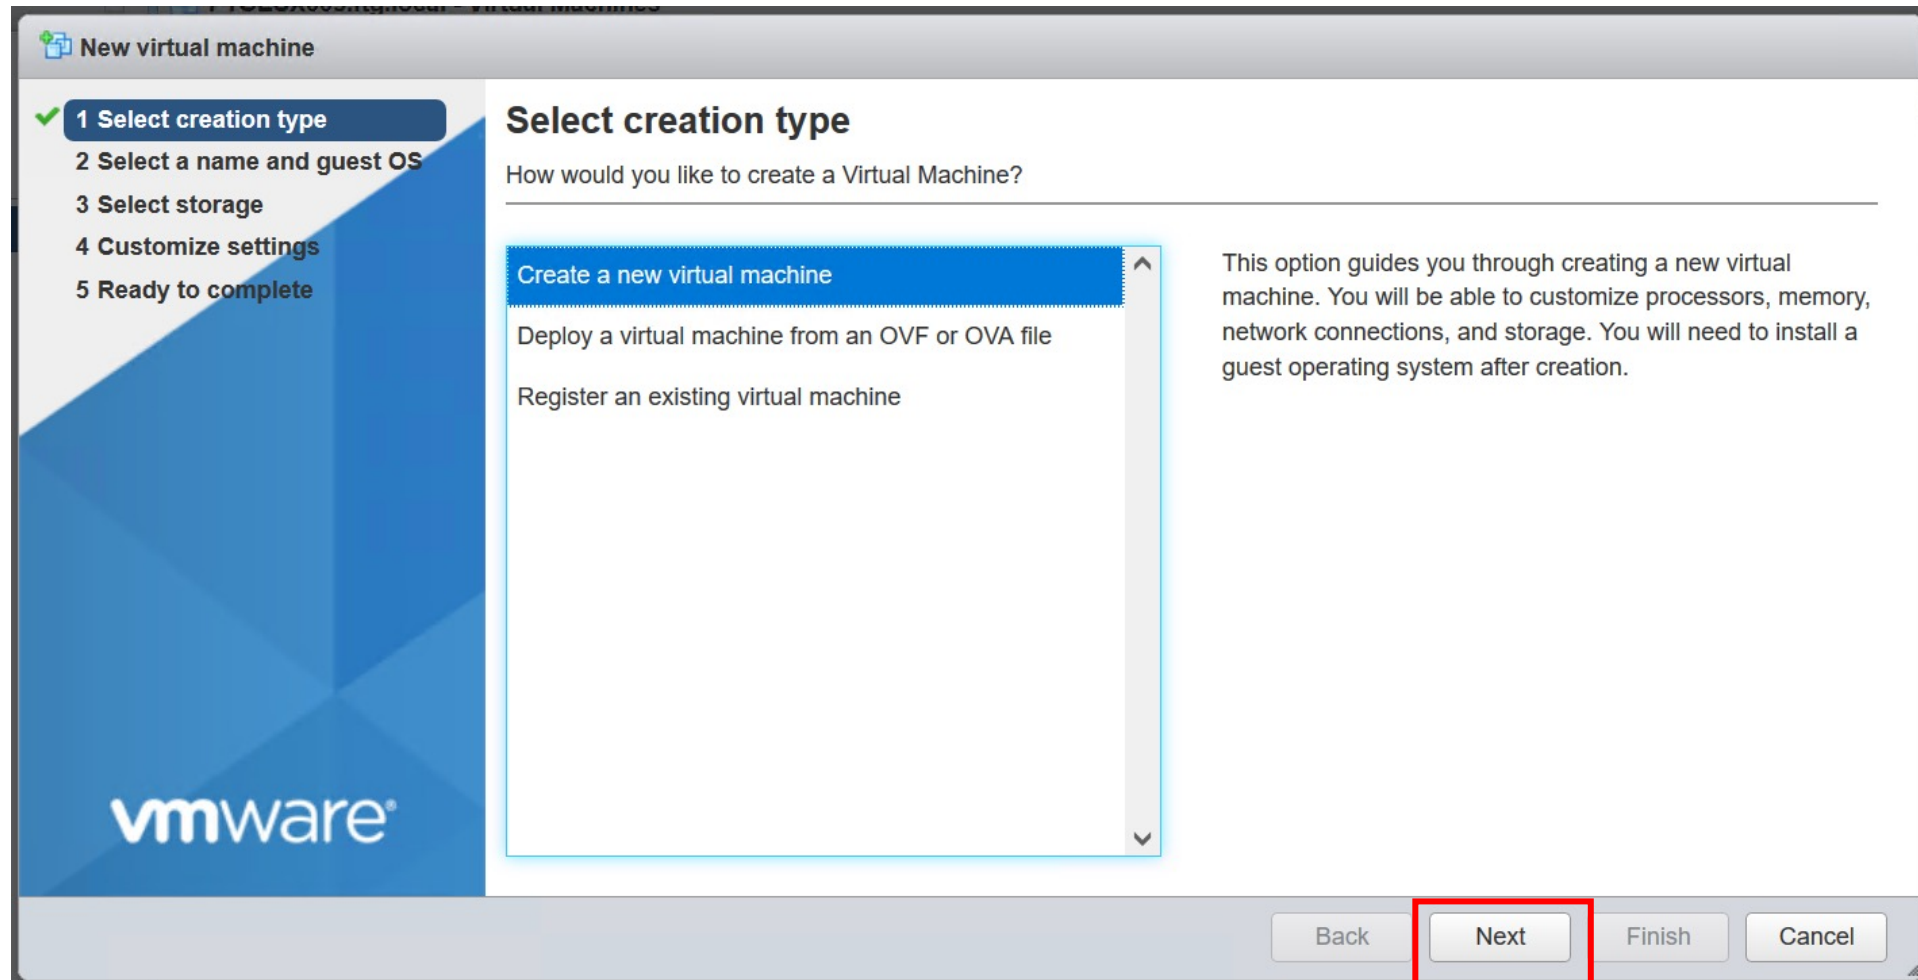 New virtual machine
1 Select creation type
2 Select a name and guest OS
3 Select storage
4 Customize settings
5 Ready to complete
vmware®
Select creation type
How would you like to create a Virtual Machine?
Create a new virtual machine
Deploy a virtual machine from an OVF or OVA file
Register an existing virtual machine
This option guides you through creating a new virtual
machine. You will be able to customize processors, memory,
network connections, and storage. You will need to install a
guest operating system after creation.
Back
Next
Finish
Cancel